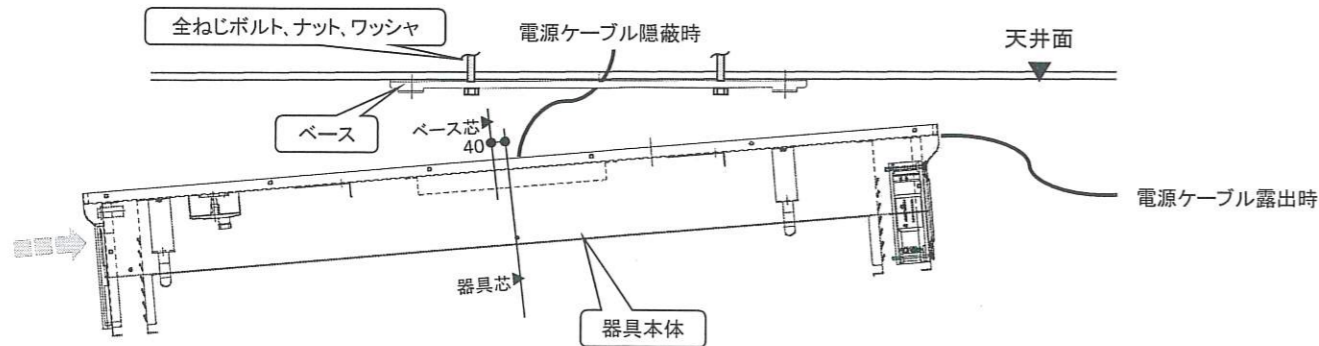 全ねじボルト、ナット、ワッシャ
電源ケーブル隠蔽時
天井面
ベース
ベース芯
40
電源ケーブル露出時
器具芯
器具本体